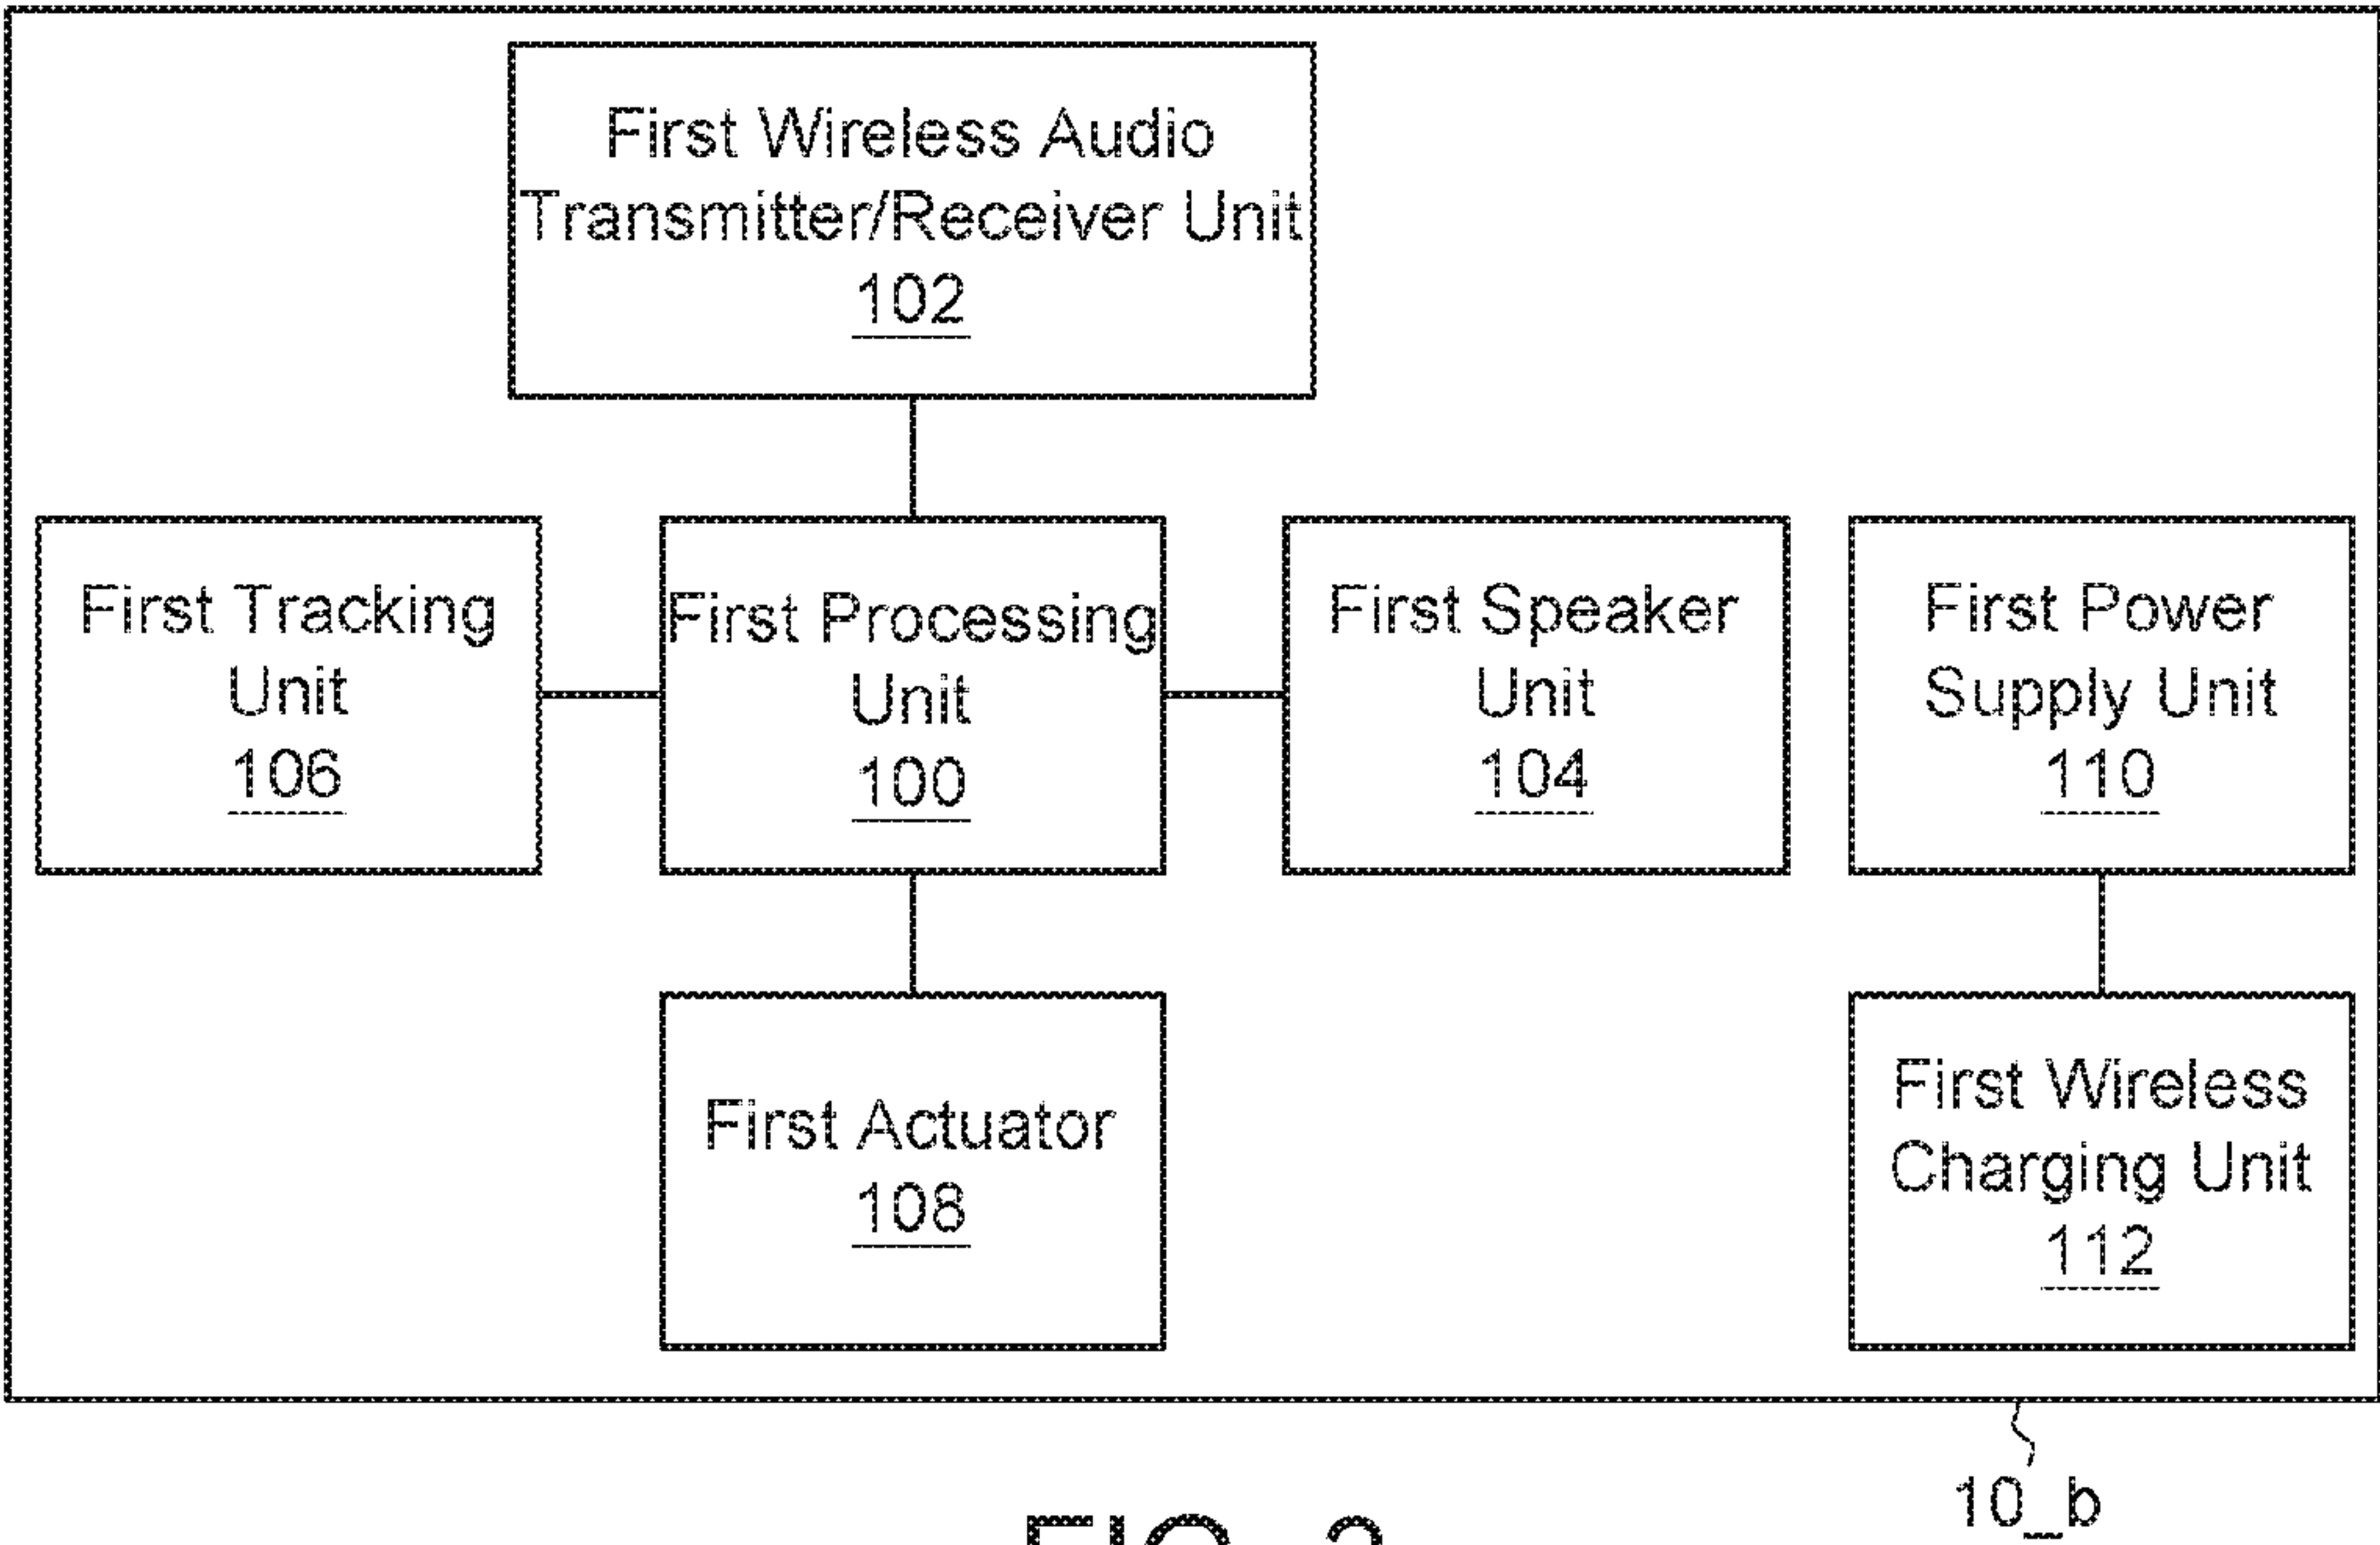 First Wireless Audio
Transmitter/Receiver Unit
102
First Tracking
Unit
106
First Processing
Unit
100
First Speaker
Unit
104
First Power
Supply Unit
110
First Actuator
108
First Wireless
Charging Unit
112
10_b